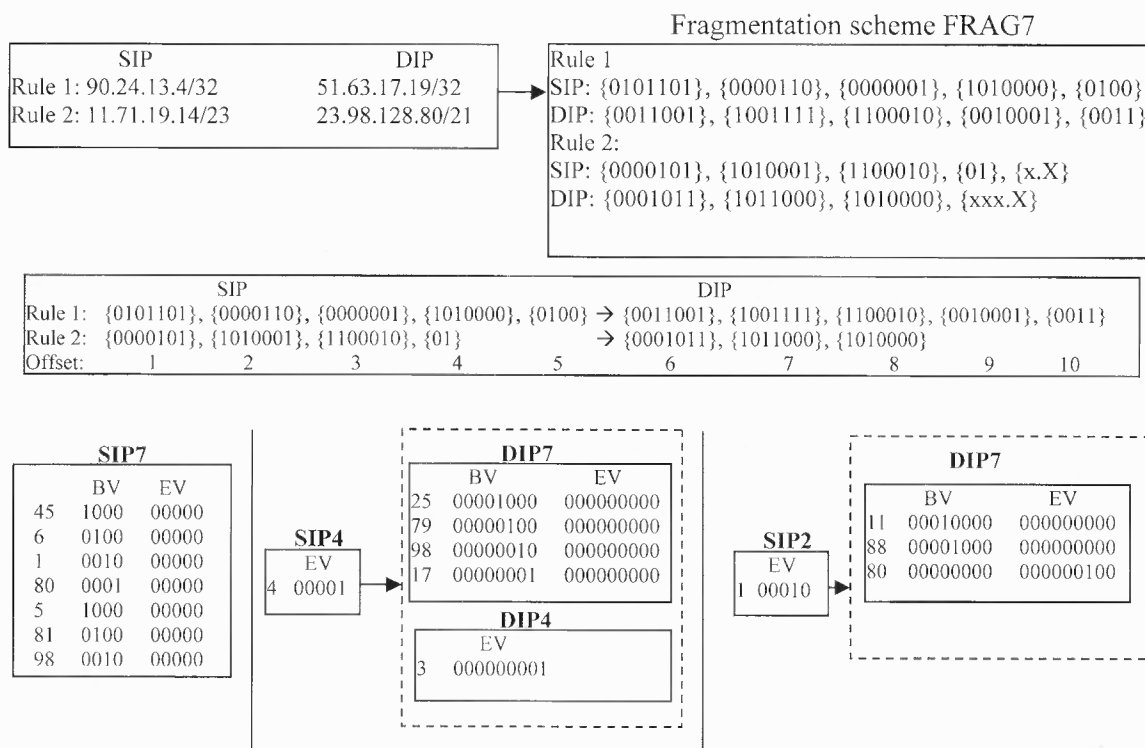 Fragmentation scheme FRAG7
SIP DIP
Rule 1: 90.24.13.4/32 51.63.17.19/32
Rule 2: 11.71.19.14/23 23.98.128.80/21
Rule 1
SIP: {0101101}, {0000110}, {0000001}, {1010000}, {0100}
DIP: {0011001}, {1001111}, {1100010}, {0010001}, {0011}
Rule 2:
SIP: {0000101}, {1010001}, {1100010}, {01}, {x.X}
DIP: {0001011}, {1011000}, {1010000}, {xxx.X}
SIP DIP
Rule 1: {0101101}, {0000110}, {0000001}, {1010000}, {0100} → {0011001}, {1001111}, {1100010}, {0010001}, {0011}
Rule 2: {0000101}, {1010001}, {1100010}, {01} → {0001011}, {1011000}, {1010000}
Offset: 1 2 3 4 5 6 7 8 9 10
SIP7
BV EV
45 1000 00000
6 0100 00000
1 0010 00000
80 0001 00000
5 1000 00000
81 0100 00000
98 0010 00000
SIP4
EV
4 00001
DIP7
BV EV
25 00001000 000000000
79 00000100 000000000
98 00000010 000000000
17 00000001 000000000
DIP4
EV
3 000000001
SIP2
EV
1 00010
DIP7
BV EV
11 00010000 000000000
88 00001000 000000000
80 00000000 000000100